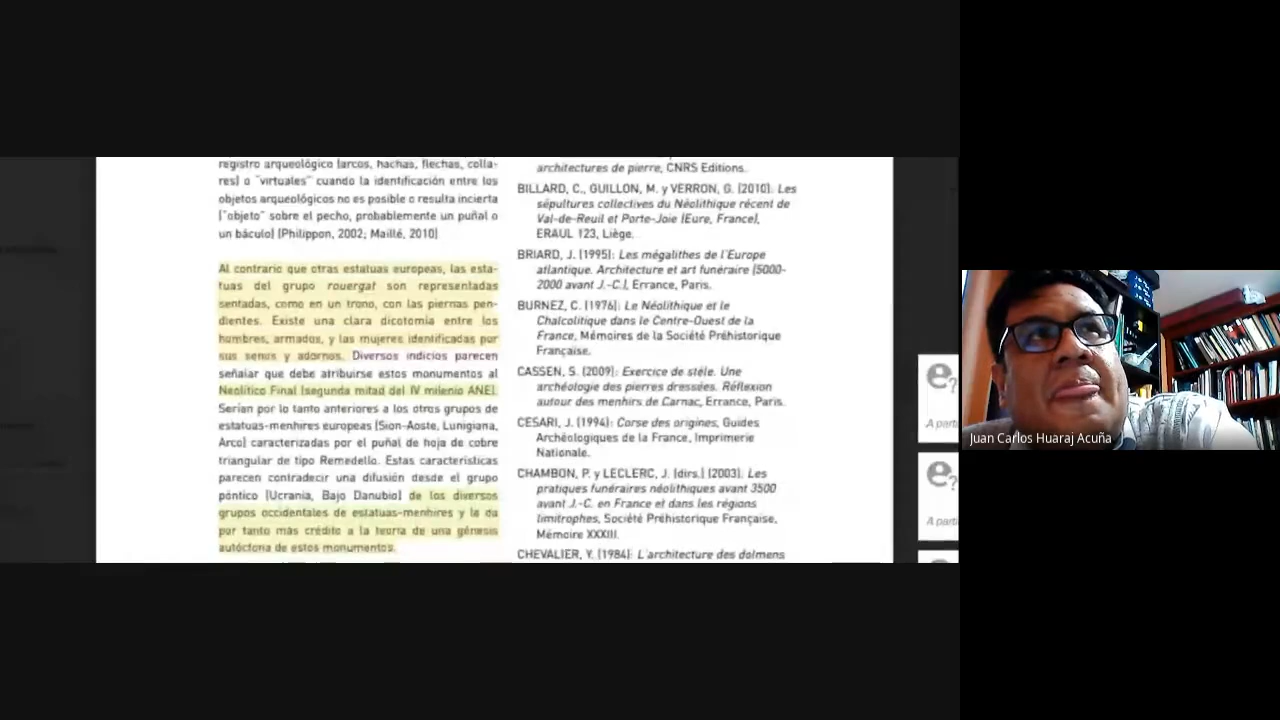 registro arqueológico (arcos, hachas, flechas, colla-
res) o "virtuales" cuando la identificación entre los
objetos arqueológicos no es posible o resulta incierta
("objeto" sobre el pecho, probablemente un puñal o
un báculo) (Philippon, 2002; Maillé, 2010)
Al contrario que otras estatuas europeas, las esta-
tuas del grupo rouergat son representadas
sentadas, como en un trono, con las piernas pen-
dientes. Existe una clara dicotomía entre los
hombres, armados, y las mujeres identificadas por
sus senos y adornos. Diversos indicios parecen
señalar que debe atribuirse estos monumentos al
Neolítico Final (segunda mitad del IV milenio ANE).
Serían por lo tanto anteriores a los otros grupos de
estatuas-menhires europeas (Sion-Aoste, Lunigiana,
Arco) caracterizadas por el puñal de hoja de cobre
triangular de tipo Remedello. Estas características
parecen contradecir una difusión desde el grupo
póntico (Ucrania, Bajo Danubio) de los diversos
grupos occidentales de estatuas-menhires y le da
por tanto más crédito a la teoría de una génesis
autóctona de estos monumentos.
architectures de pierre, CNRS Editions.
BILLARD, C., GUILLON, M. y VERRON, G. (2010): Les
sépultures collectives du Néolithique récent de
Val-de-Reuil et Porte-Joie (Eure, France),
ERAUL 123, Liège.
BRIARD, J. (1995): Les mégalithes de l'Europe
atlantique. Architecture et art funéraire (5000-
2000 avant J.-C.), Errance, Paris.
BURNEZ, C. (1976): Le Néolithique et le
Chalcolitique dans le Centre-Ouest de la
France, Mémoires de la Société Préhistorique
Française.
CASSEN, S. (2009): Exercice de stèle. Une
archéologie des pierres dressées. Réflexion
autour des menhirs de Carnac, Errance, Paris.
CESARI, J. (1994): Corse des origines, Guides
Archéologiques de la France, Imprimerie
Nationale.
CHAMBON, P. y LECLERC, J. (dirs.) (2003): Les
pratiques funéraires néolithiques avant 3500
avant J.-C. en France et dans les régions
limitrophes, Société Préhistorique Française,
Mémoire XXXIII.
CHEVALIER, Y. (1984): L'architecture des dolmens
e?
A parti
e?
A parti
Juan Carlos Huaraj Acuña